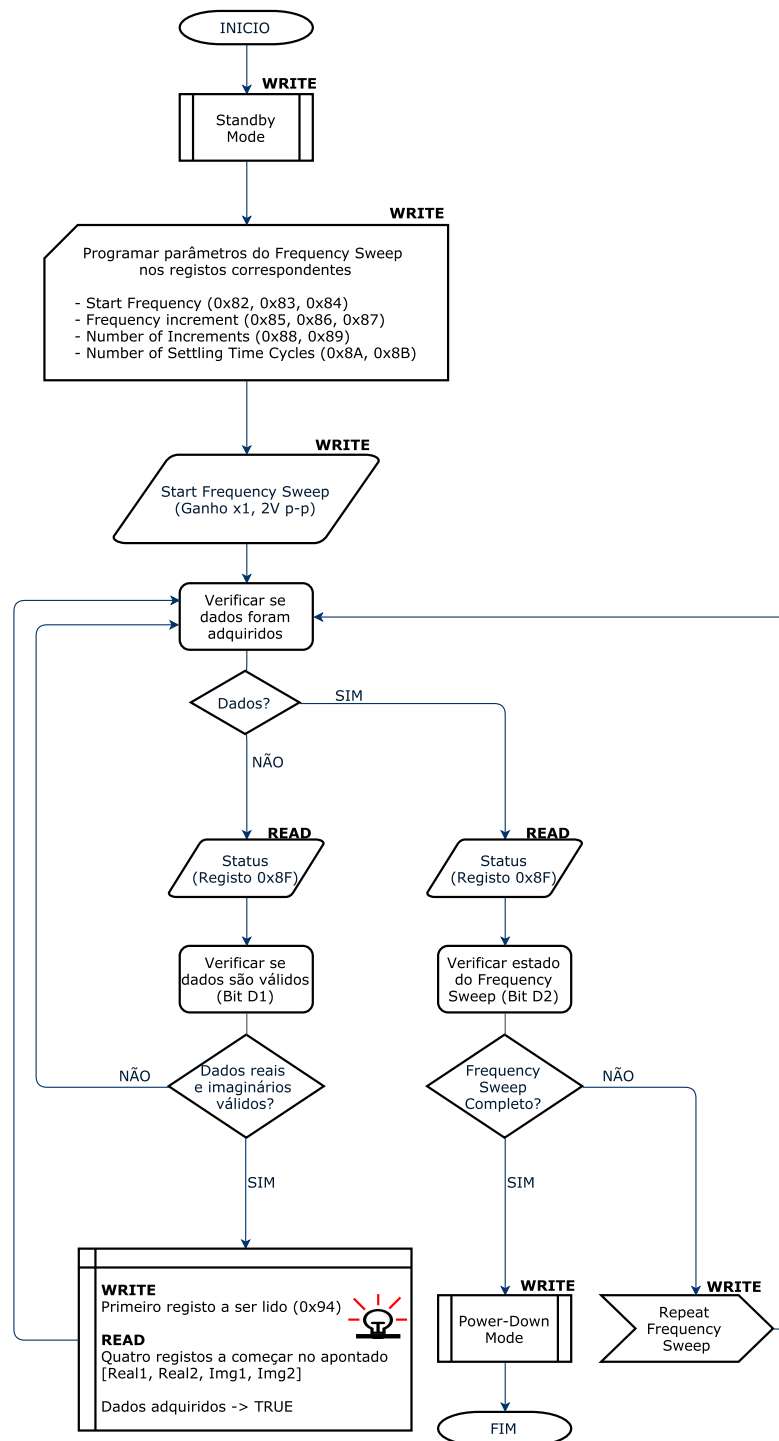 INICIO
WRITE
Standby
Mode
WRITE
Programar parâmetros do Frequency Sweep
nos registos correspondentes
- Start Frequency (0x82, 0x83, 0x84)
- Frequency increment (0x85, 0x86, 0x87)
- Number of Increments (0x88, 0x89)
- Number of Settling Time Cycles (0x8A, 0x8B)
WRITE
Start Frequency Sweep
(Ganho x1, 2V p-p)
Verificar se
dados foram
adquiridos
Dados?
SIM
NÃO
READ
Status
(Registo 0x8F)
READ
Status
(Registo 0x8F)
Verificar se
dados são válidos
(Bit D1)
Verificar estado
do Frequency
Sweep (Bit D2)
Dados reais
e imaginários
válidos?
NÃO
SIM
Frequency
Sweep
Completo?
NÃO
SIM
WRITE
Primeiro registo a ser lido (0x94)
READ
Quatro registos a começar no apontado
[Real1, Real2, Img1, Img2]
Dados adquiridos -> TRUE
WRITE
Power-Down
Mode
WRITE
Repeat
Frequency
Sweep
FIM